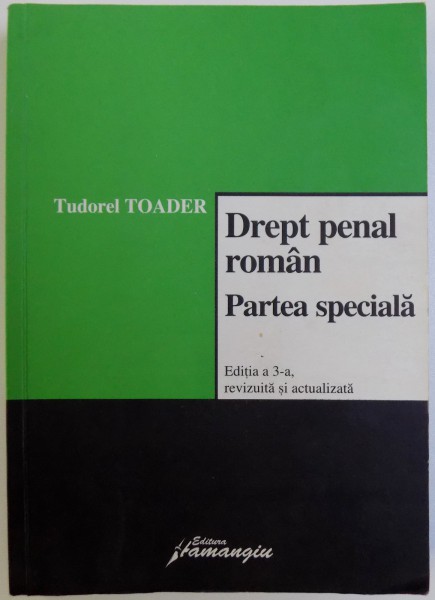 Tudorel TOADER
Drept penal
român
Partea specială
Ediția a 3-a,
revizuită și actualizată
Editura
Hamangiu